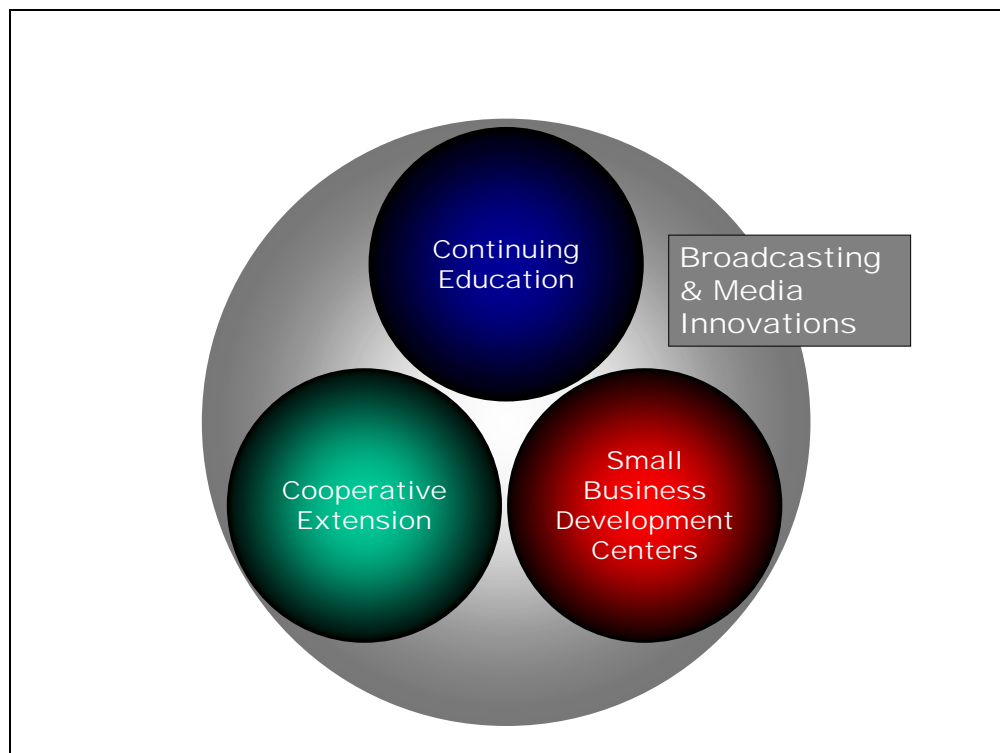 Continuing
Education
Broadcasting
& Media
Innovations
Cooperative
Extension
Small
Business
Development
Centers